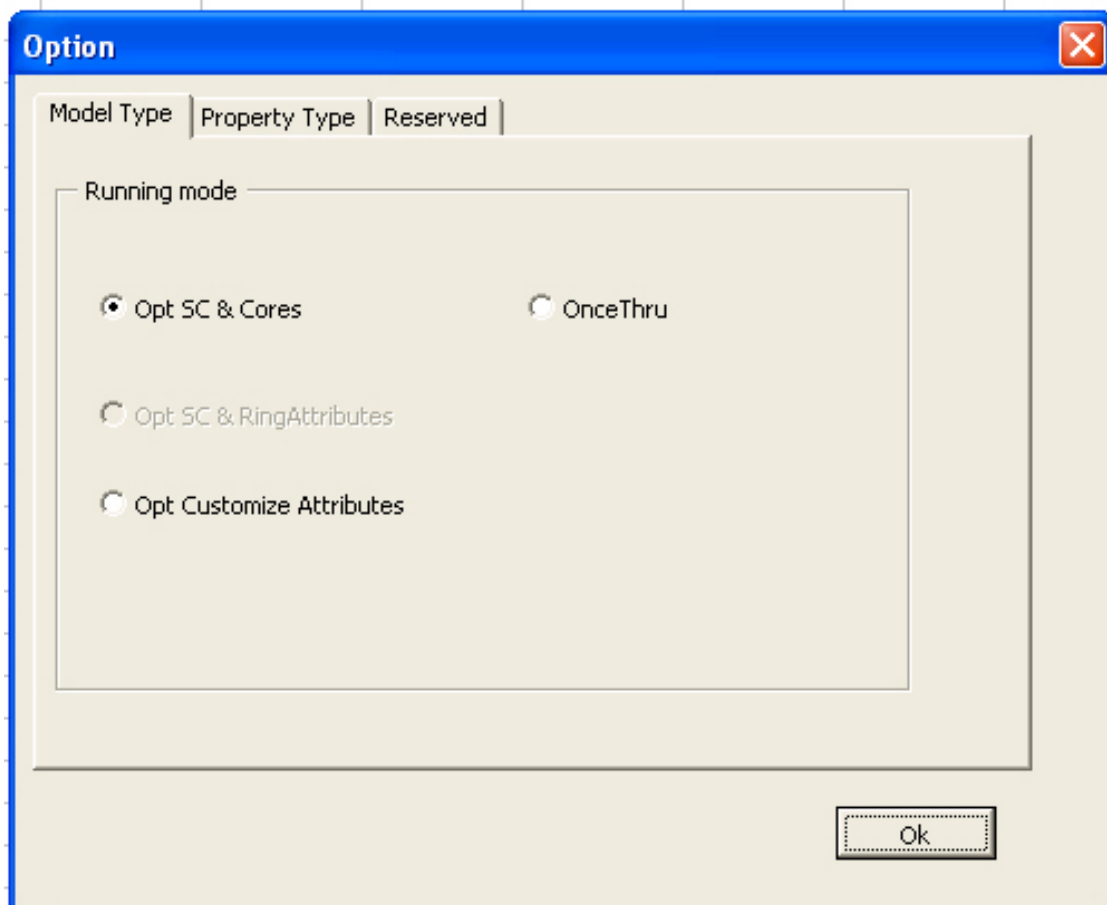 Option
Model Type Property Type Reserved
Running mode
Opt SC & Cores OnceThru
Opt SC & RingAttributes
Opt Customize Attributes
Ok